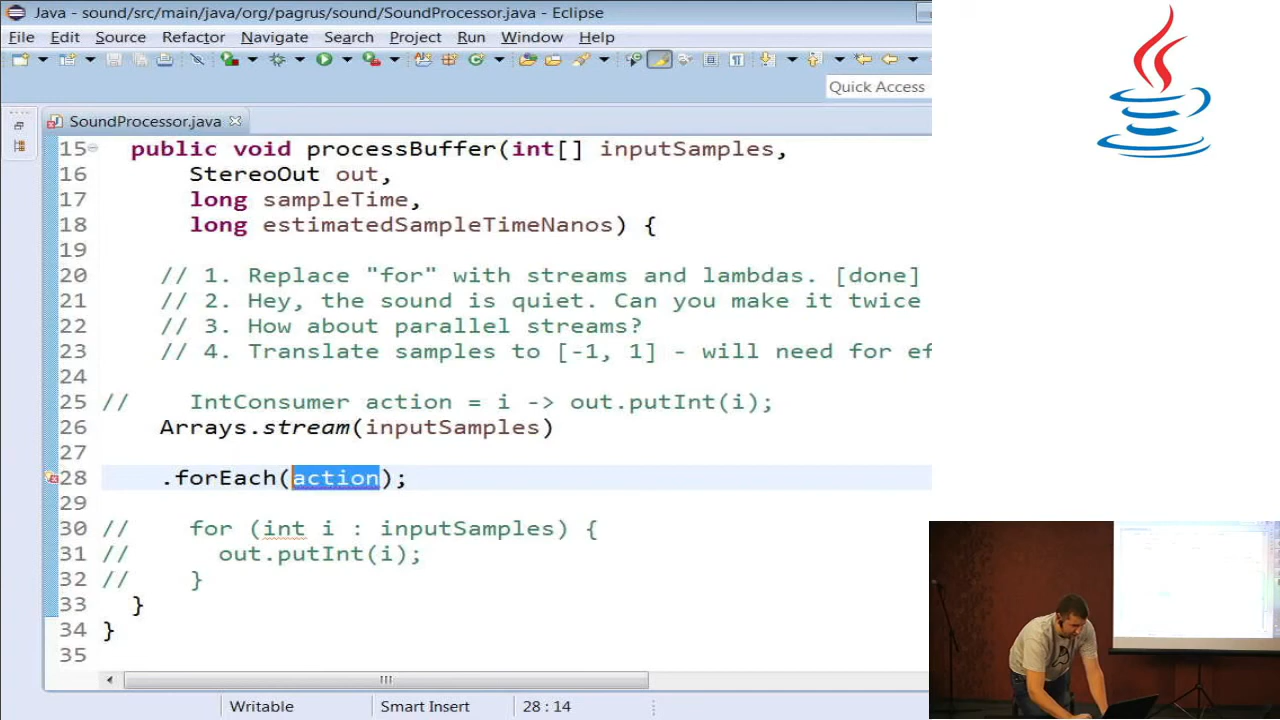 Java - sound/src/main/java/org/pagrus/sound/SoundProcessor.java - Eclipse
File Edit Source Refactor Navigate Search Project Run Window Help
Quick Access
SoundProcessor.java
15 public void processBuffer(int[] inputSamples,
16 StereoOut out,
17 long sampleTime,
18 long estimatedSampleTimeNanos) {
19
20 // 1. Replace "for" with streams and lambdas. [done]
21 // 2. Hey, the sound is quiet. Can you make it twice
22 // 3. How about parallel streams?
23 // 4. Translate samples to [-1, 1] - will need for ef
24
25 // IntConsumer action = i -> out.putInt(i);
26 Arrays.stream(inputSamples)
27
28 .forEach(action);
29
30 // for (int i : inputSamples) {
31 // out.putInt(i);
32 // }
33 }
34 }
35
Writable Smart Insert 28 : 14